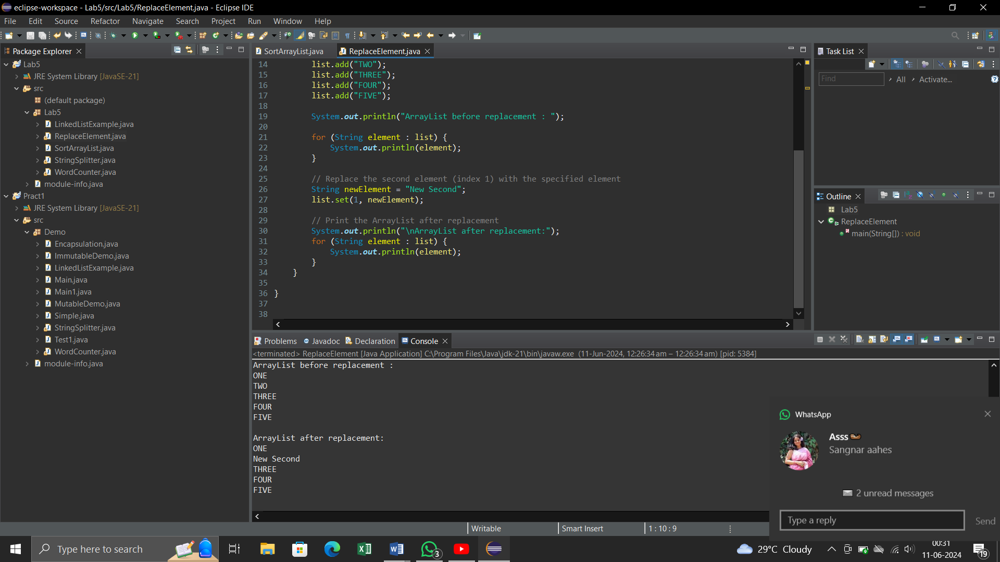 eclipse-workspace - Lab5/src/Lab5/ReplaceElement.java - Eclipse IDE
File Edit Source Refactor Navigate Search Project Run Window Help
Package Explorer
Lab5
JRE System Library [JavaSE-21]
src
(default package)
Lab5
LinkedListExample.java
ReplaceElement.java
SortArrayList.java
StringSplitter.java
WordCounter.java
module-info.java
Pract1
JRE System Library [JavaSE-21]
src
Demo
Encapsulation.java
ImmutableDemo.java
LinkedListExample.java
Main.java
Main1.java
MutableDemo.java
Simple.java
StringSplitter.java
Test1.java
WordCounter.java
module-info.java
SortArrayList.java ReplaceElement.java
14 list.add("TWO");
15 list.add("THREE");
16 list.add("FOUR");
17 list.add("FIVE");
18
19 System.out.println("ArrayList before replacement : ");
20
21 for (String element : list) {
22 System.out.println(element);
23 }
24
25 // Replace the second element (index 1) with the specified element
26 String newElement = "New Second";
27 list.set(1, newElement);
28
29 // Print the ArrayList after replacement
30 System.out.println("\nArrayList after replacement:");
31 for (String element : list) {
32 System.out.println(element);
33 }
34 }
35
36 }
37
38
Task List
Find All Activate...
Outline
Lab5
ReplaceElement
main(String[]) : void
Problems Javadoc Declaration Console
<terminated> ReplaceElement [Java Application] C:\Program Files\Java\jdk-21\bin\javaw.exe (11-Jun-2024, 12:26:34 am – 12:26:34 am) [pid: 5384]
ArrayList before replacement :
ONE
TWO
THREE
FOUR
FIVE
ArrayList after replacement:
ONE
New Second
THREE
FOUR
FIVE
WhatsApp
Asss
Sangnar aahes
2 unread messages
Type a reply Send
Writable Smart Insert 1 : 10 : 9
Type here to search
3
29°C Cloudy
00:31
11-06-2024
19